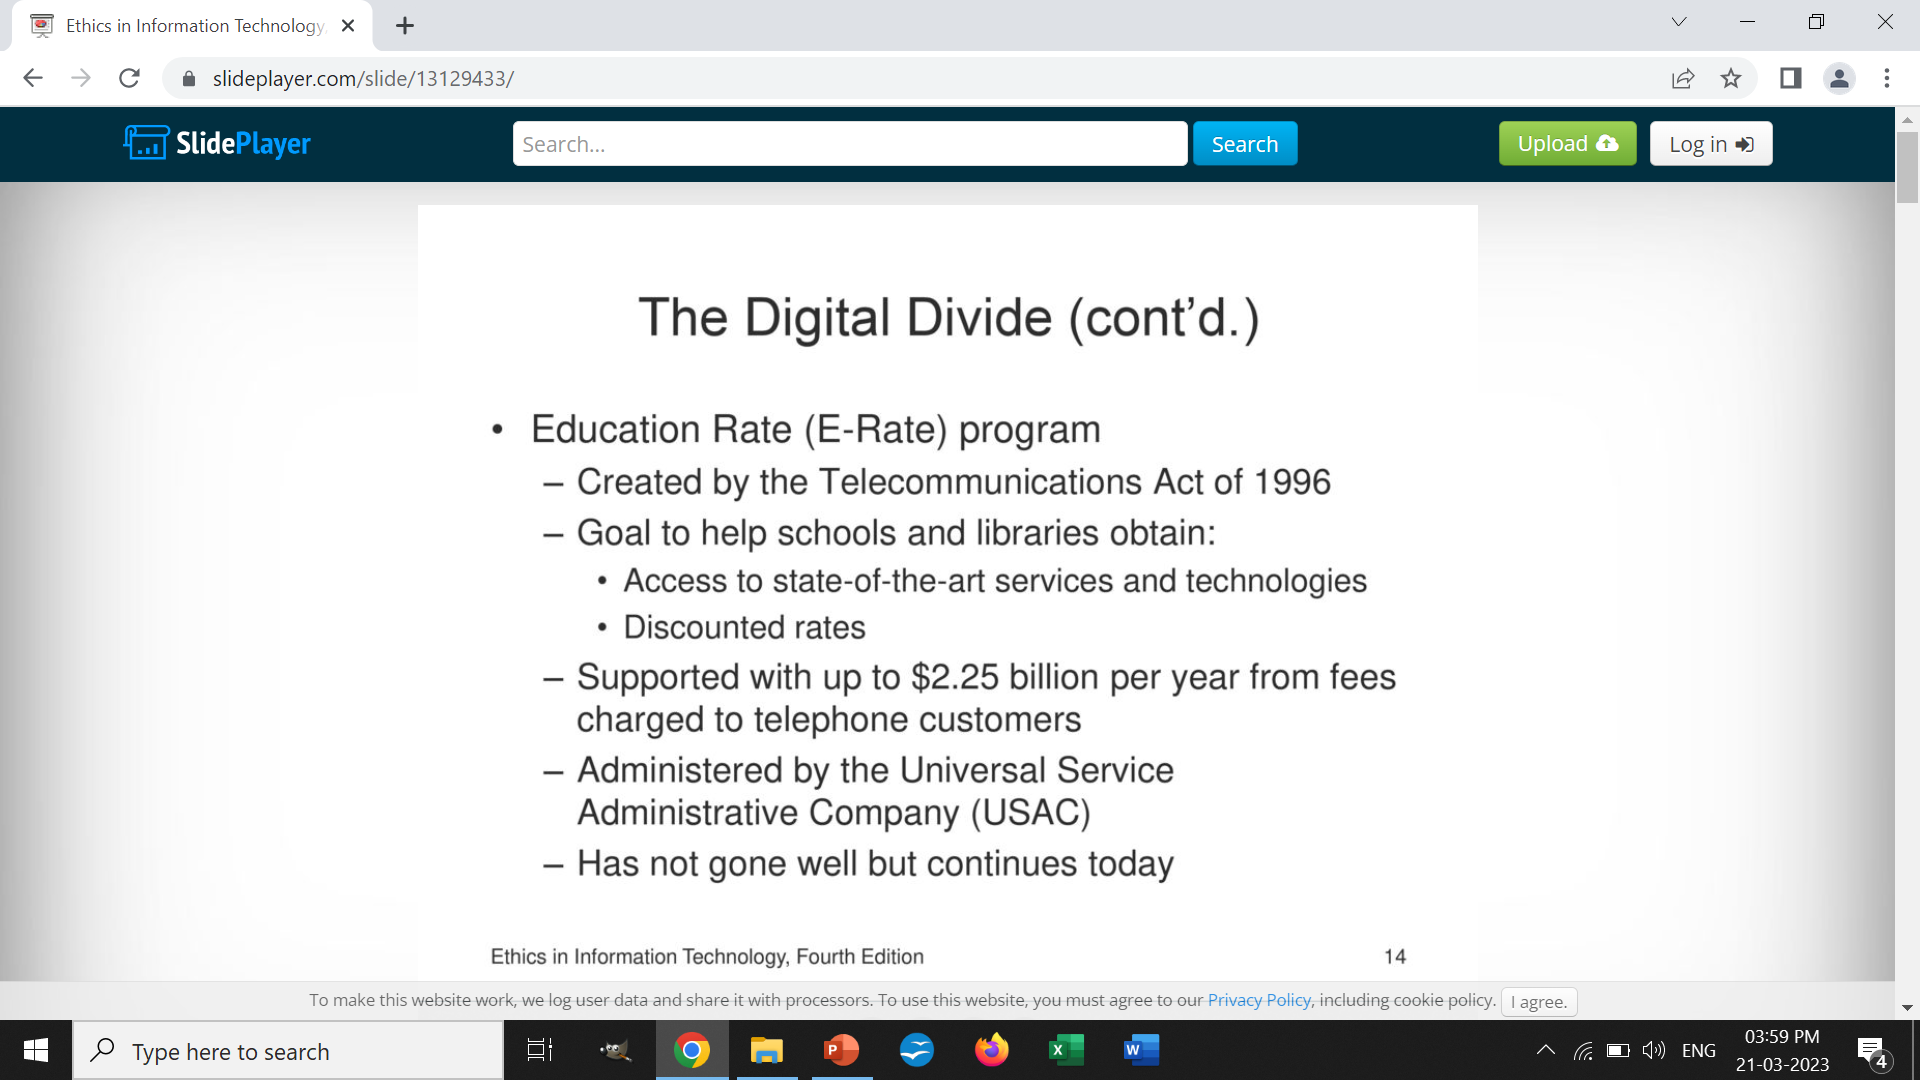 Ethics in Information Technology,
slideplayer.com/slide/13129433/
SlidePlayer
Search...
Search
Upload
Log in
The Digital Divide (cont’d.)
• Education Rate (E-Rate) program
– Created by the Telecommunications Act of 1996
– Goal to help schools and libraries obtain:
• Access to state-of-the-art services and technologies
• Discounted rates
– Supported with up to $2.25 billion per year from fees
charged to telephone customers
– Administered by the Universal Service
Administrative Company (USAC)
– Has not gone well but continues today
Ethics in Information Technology, Fourth Edition
14
To make this website work, we log user data and share it with processors. To use this website, you must agree to our Privacy Policy, including cookie policy.
I agree.
Type here to search
P
X
W
ENG
03:59 PM
21-03-2023
4